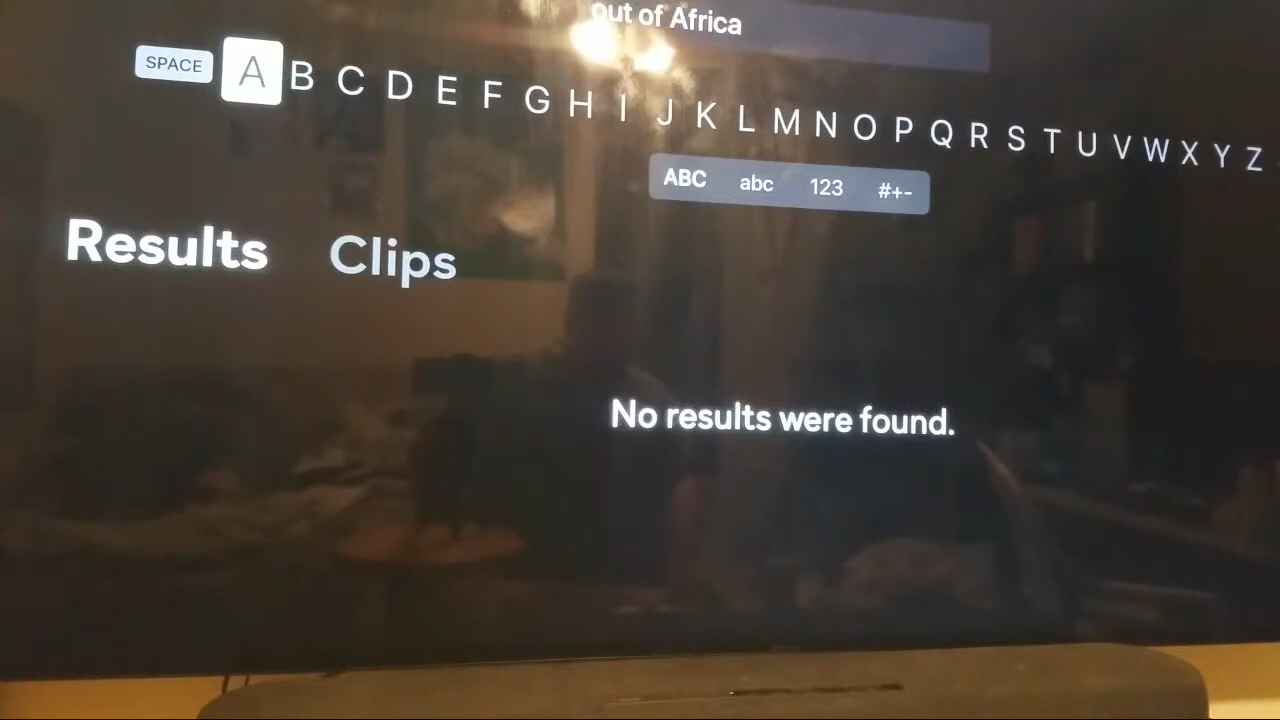 out of Africa
SPACE A B C D E F G H I J K L M N O P Q R S T U V W X Y Z
ABC abc 123 #+-
Results Clips
No results were found.